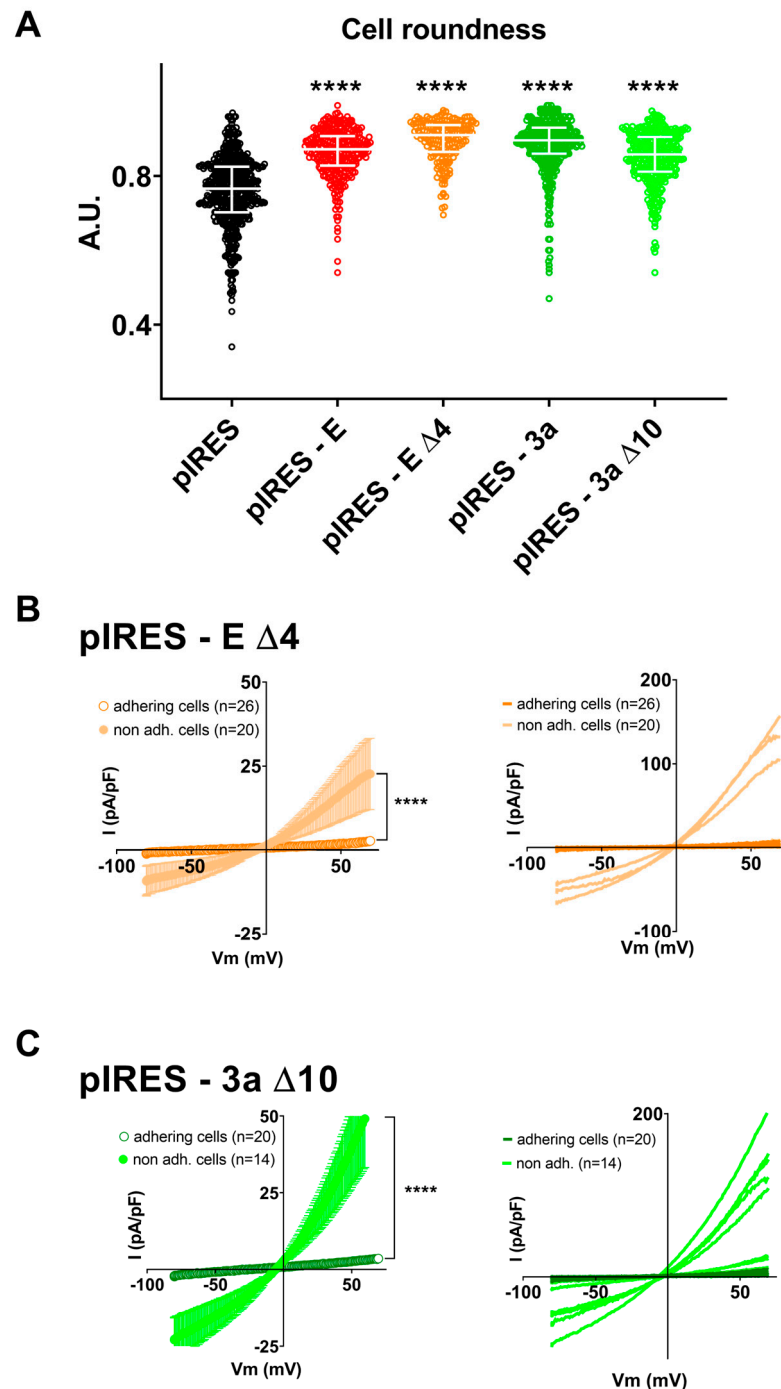 A
Cell roundness
**** **** **** ****
A.U.
0.8
0.4
pIRES
pIRES - E
pIRES - E Δ4
pIRES - 3a
pIRES - 3a Δ10
B
pIRES - E Δ4
50
adhering cells (n=26)
non adh. cells (n=20)
25
I (pA/pF)
****
-100
-50
50
-25
Vm (mV)
200
adhering cells (n=26)
non adh. cells (n=20)
100
I (pA/pF)
-100
-50
50
-100
Vm (mV)
C
pIRES - 3a Δ10
50
adhering cells (n=20)
non adh. cells (n=14)
25
I (pA/pF)
****
-100
-50
50
-25
Vm (mV)
200
adhering cells (n=20)
non adh. (n=14)
I (pA/pF)
-100
-50
50
Vm (mV)